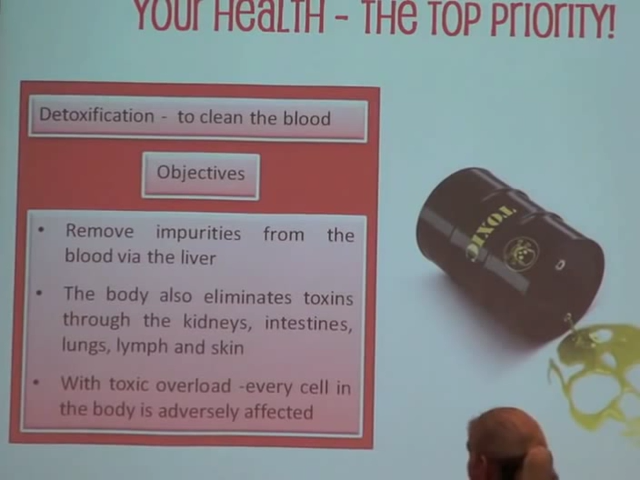 YOUR HEALTH - THE TOP PRIORITY!
Detoxification - to clean the blood
Objectives
• Remove impurities from the
blood via the liver
• The body also eliminates toxins
through the kidneys, intestines,
lungs, lymph and skin
• With toxic overload -every cell in
the body is adversely affected
TOXIC